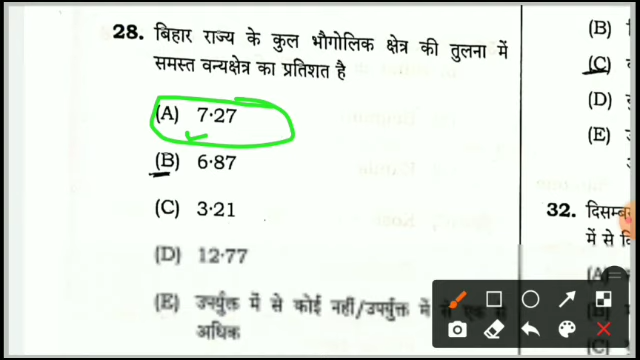 28. बिहार राज्य के कुल भौगोलिक क्षेत्र की तुलना में
समस्त वन्यक्षेत्र का प्रतिशत है
(A) 7·27
(B) 6·87
(C) 3·21
(D) 12·77
(E) उपर्युक्त में से कोई नहीं/उपर्युक्त में से एक से
अधिक
(B)
(C)
(D)
(E)
32. दिसम्ब
में से
(A)